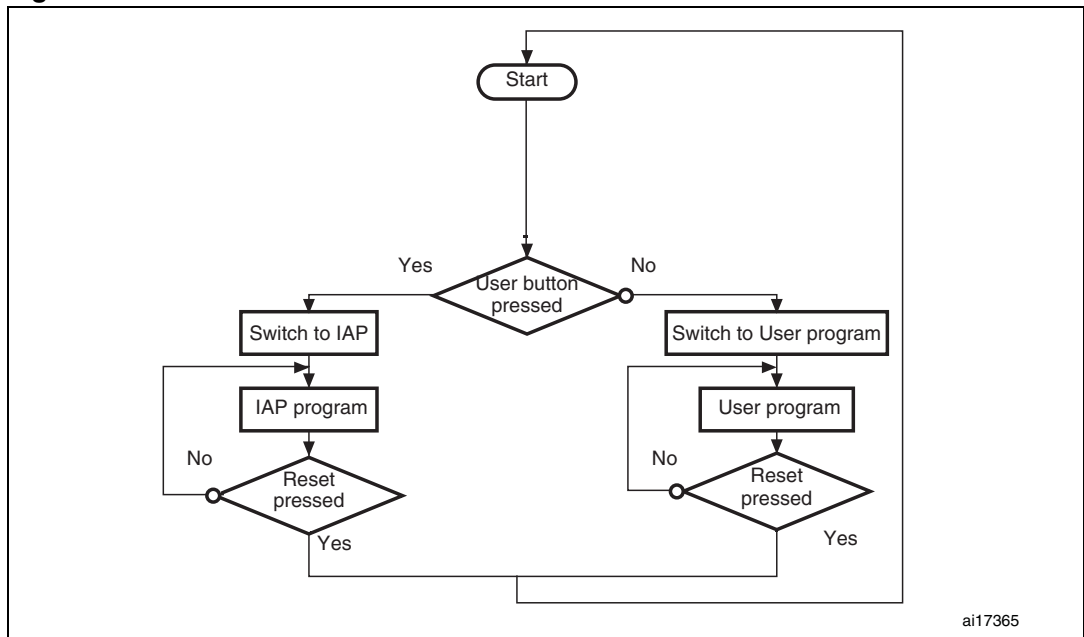 Start
Yes
User button
pressed
No
Switch to IAP
Switch to User program
IAP program
User program
No
Reset
pressed
Yes
No
Reset
pressed
Yes
ai17365